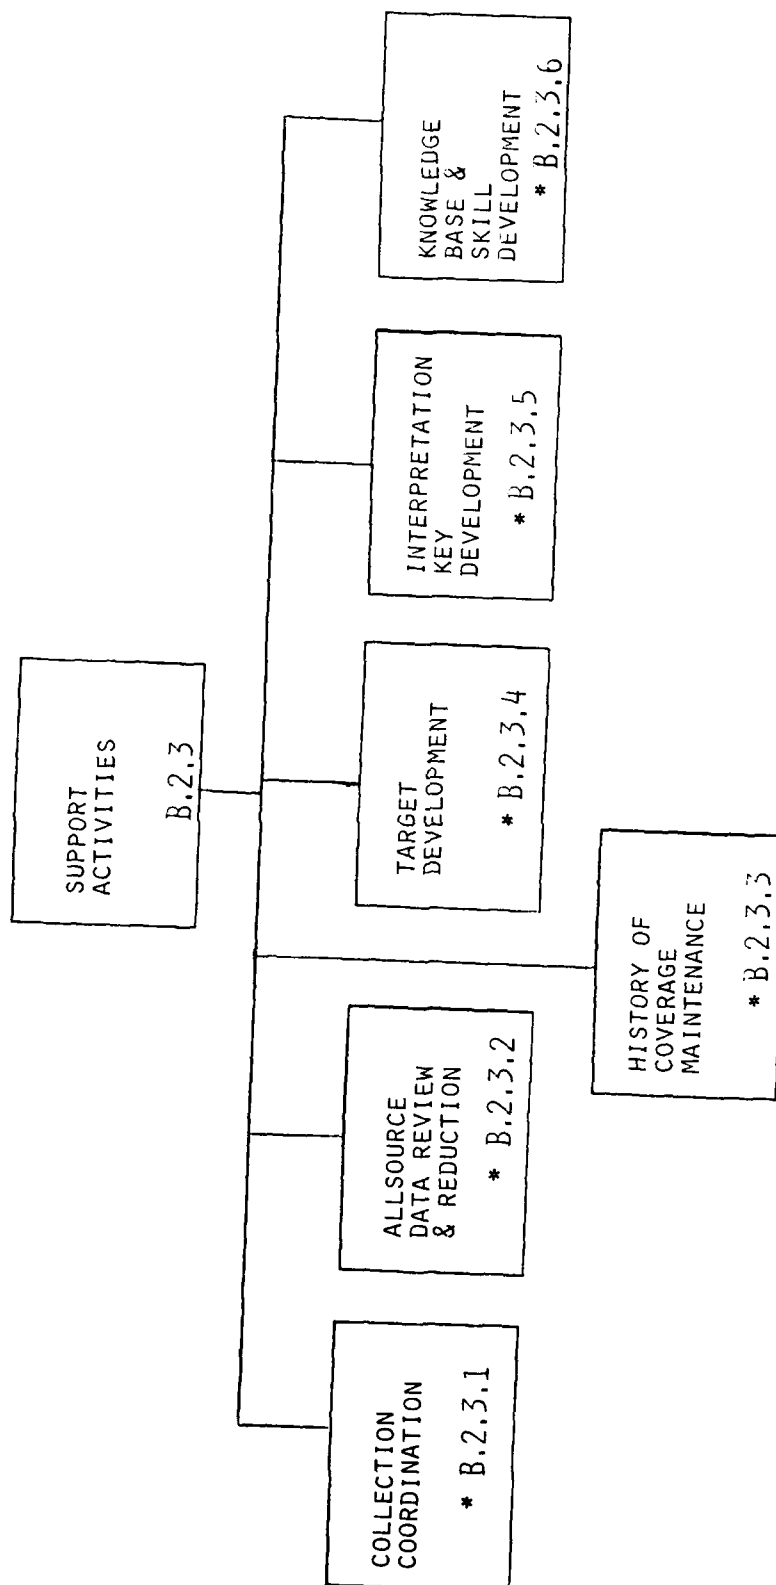 SUPPORT
ACTIVITIES
B.2.3
COLLECTION
COORDINATION
* B.2.3.1
ALLSOURCE
DATA REVIEW
& REDUCTION
* B.2.3.2
HISTORY OF
COVERAGE
MAINTENANCE
* B.2.3.3
TARGET
DEVELOPMENT
* B.2.3.4
INTERPRETATION
KEY
DEVELOPMENT
* B.2.3.5
KNOWLEDGE
BASE &
SKILL
DEVELOPMENT
* B.2.3.6